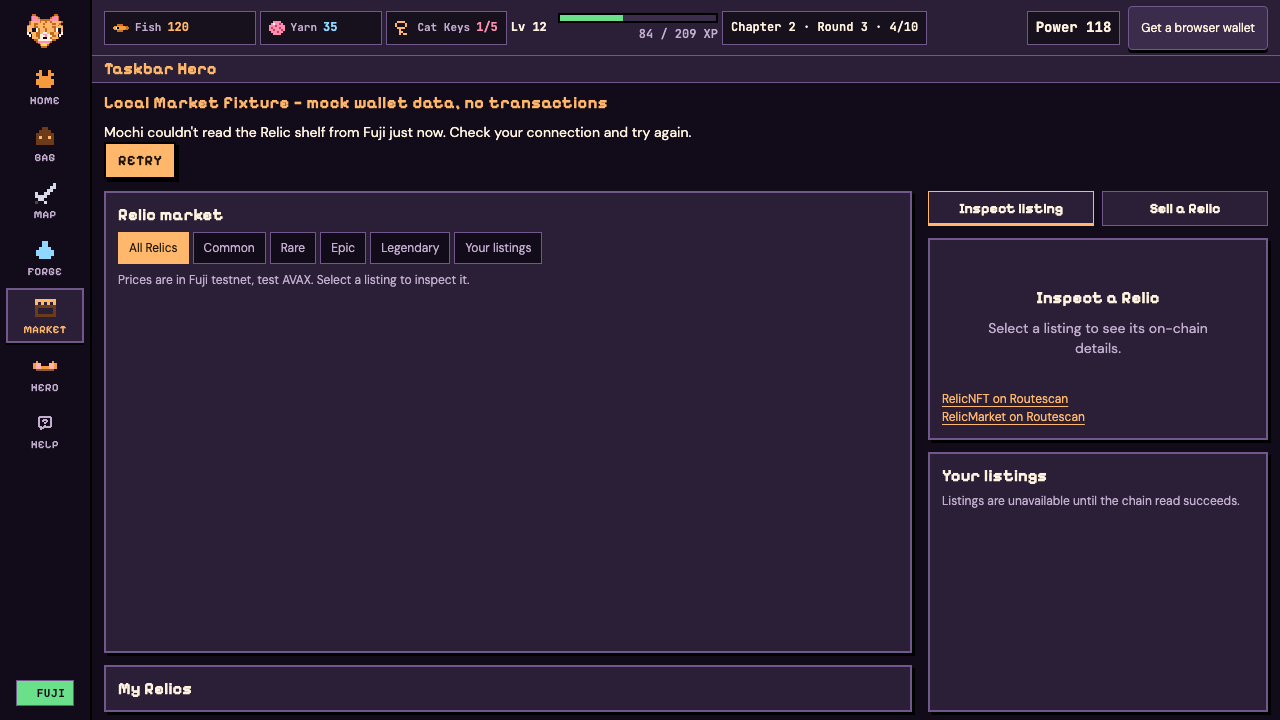 Fish 120
Yarn 35
Cat Keys 1/5
Lv 12
84 / 209 XP
Chapter 2 · Round 3 · 4/10
Power 118
Get a browser wallet
HOME
BAG
MAP
FORGE
MARKET
HERO
HELP
FUJI
Taskbar Hero
Local Market Fixture - mock wallet data, no transactions
Mochi couldn't read the Relic shelf from Fuji just now. Check your connection and try again.
RETRY
Relic market
All Relics
Common
Rare
Epic
Legendary
Your listings
Prices are in Fuji testnet, test AVAX. Select a listing to inspect it.
My Relics
Inspect listing
Sell a Relic
Inspect a Relic
Select a listing to see its on-chain
details.
RelicNFT on Routescan
RelicMarket on Routescan
Your listings
Listings are unavailable until the chain read succeeds.